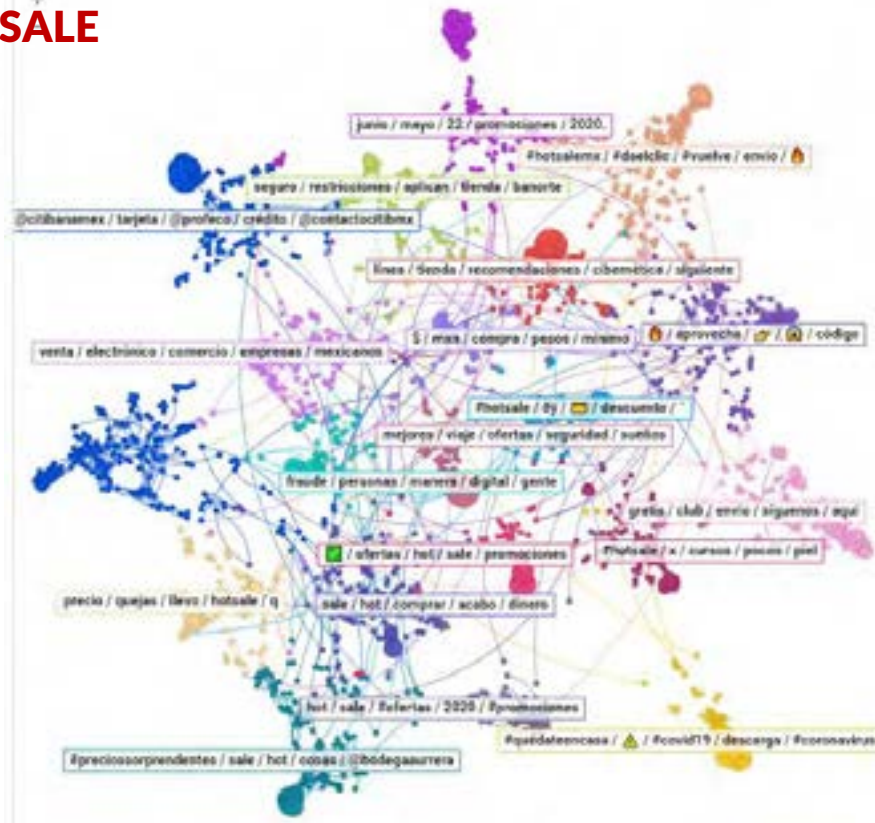 SALE
junio / mayo / 22 / promociones / 2020.
#hotsalemx / #daelclic / #vuelve / envío / 🔥
seguro / restricciones / aplican / tienda / banorte
@citibanamex / tarjeta / @profeco / crédito / @contactocitibmx
línea / tienda / recomendaciones / cibernética / siguiente
$ / max / compra / pesos / mínimo
🔥 / aprovecha / 👉 / 😱 / código
venta / electrónico / comercio / empresas / mexicanos
#hotsale / 💳 / descuento /
mejores / viaje / ofertas / seguridad / sueños
fraude / personas / manera / digital / gente
gratis / club / envío / síguenos / aquí
✅ / ofertas / hot / sale / promociones
#hotsale / x / cursos / pocos / piel
precio / quejas / llevo / hotsale / q
sale / hot / comprar / acabo / dinero
hot / sale / #ofertas / 2020 / #promociones
#quédateencasa / ⚠ / #covid19 / descarga / #coronavirus
#preciossorprendentes / sale / hot / cosas / @bodegaaurrera